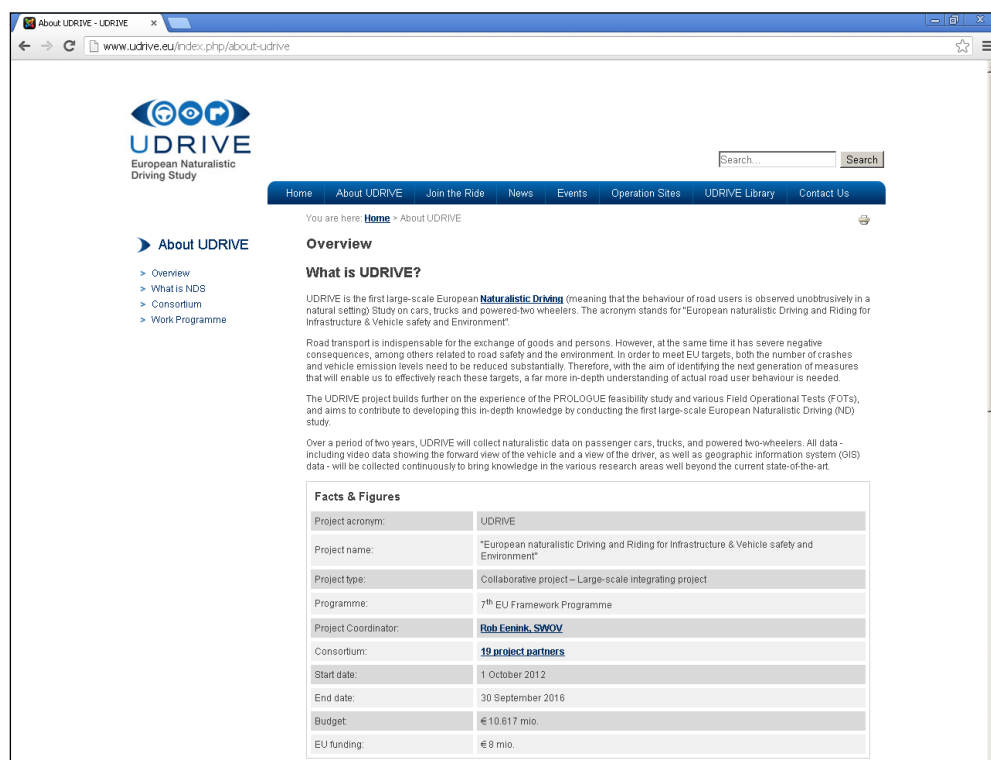 About UDRIVE - UDRIVE
www.udrive.eu/index.php/about-udrive
UDRIVE
European Naturalistic
Driving Study
Search...
Search
Home About UDRIVE Join the Ride News Events Operation Sites UDRIVE Library Contact Us
You are here: Home > About UDRIVE
About UDRIVE
> Overview
> What is NDS
> Consortium
> Work Programme
Overview
What is UDRIVE?
UDRIVE is the first large-scale European Naturalistic Driving (meaning that the behaviour of road users is observed unobtrusively in a
natural setting) Study on cars, trucks and powered-two wheelers. The acronym stands for "European naturalistic Driving and Riding for
Infrastructure & Vehicle safety and Environment".
Road transport is indispensable for the exchange of goods and persons. However, at the same time it has severe negative
consequences, among others related to road safety and the environment. In order to meet EU targets, both the number of crashes
and vehicle emission levels need to be reduced substantially. Therefore, with the aim of identifying the next generation of measures
that will enable us to effectively reach these targets, a far more in-depth understanding of actual road user behaviour is needed.
The UDRIVE project builds further on the experience of the PROLOGUE feasibility study and various Field Operational Tests (FOTs),
and aims to contribute to developing this in-depth knowledge by conducting the first large-scale European Naturalistic Driving (ND)
study.
Over a period of two years, UDRIVE will collect naturalistic data on passenger cars, trucks, and powered two-wheelers. All data -
including video data showing the forward view of the vehicle and a view of the driver, as well as geographic information system (GIS)
data - will be collected continuously to bring knowledge in the various research areas well beyond the current state-of-the-art.
Facts & Figures
Project acronym: UDRIVE
Project name: "European naturalistic Driving and Riding for Infrastructure & Vehicle safety and
Environment"
Project type: Collaborative project – Large-scale integrating project
Programme: 7th EU Framework Programme
Project Coordinator: Rob Eenink, SWOV
Consortium: 19 project partners
Start date: 1 October 2012
End date: 30 September 2016
Budget: € 10.617 mio.
EU funding: € 8 mio.